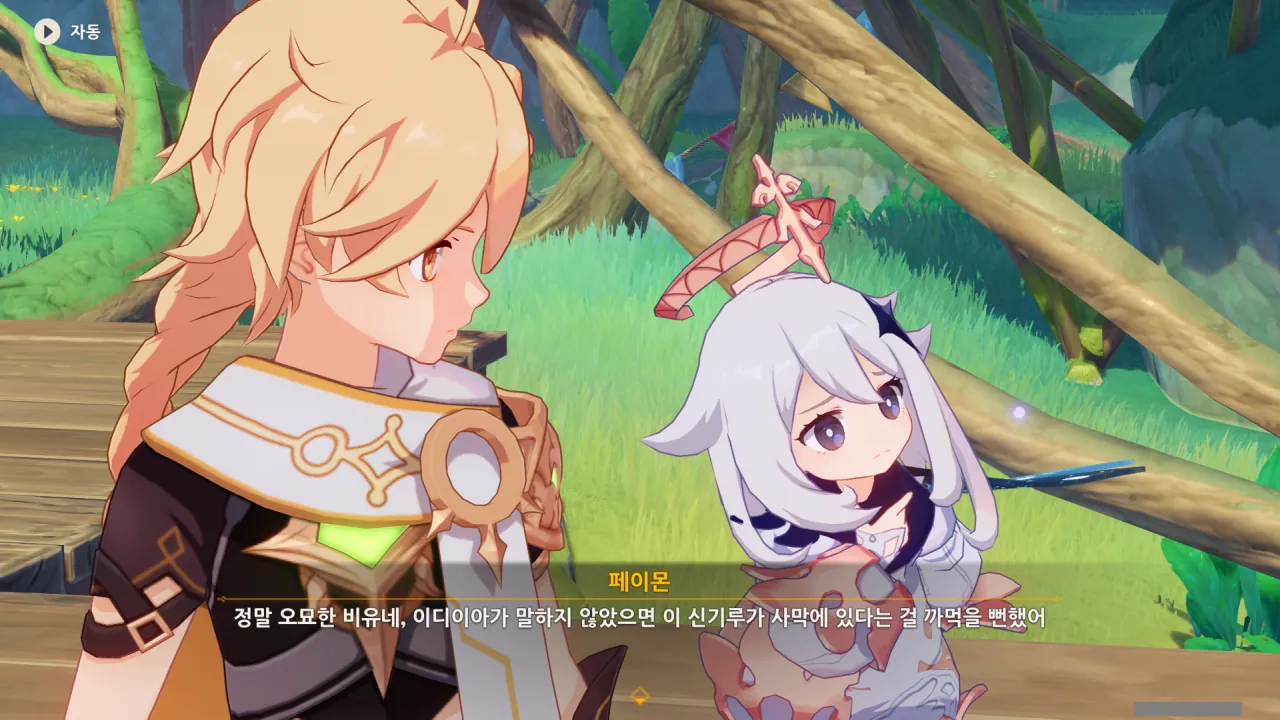 자동
페이몬
정말 오묘한 비유네, 이디이아가 말하지 않았으면 이 신기루가 사막에 있다는 걸 까먹을 뻔했어